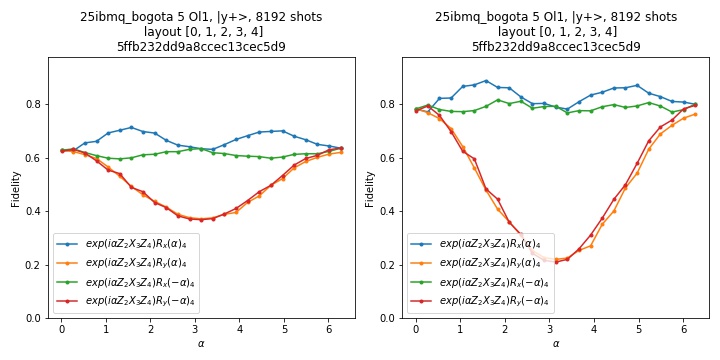 25ibmq_bogota 5 Ol1, |y+>, 8192 shots
layout [0, 1, 2, 3, 4]
5ffb232dd9a8ccec13cec5d9
Fidelity
0.8
0.6
0.4
0.2
0.0
exp(iαZ₂X₃Z₄)Rₓ(α)₄
exp(iαZ₂X₃Z₄)Rᵧ(α)₄
exp(iαZ₂X₃Z₄)Rₓ(−α)₄
exp(iαZ₂X₃Z₄)Rᵧ(−α)₄
0 1 2 3 4 5 6
α
25ibmq_bogota 5 Ol1, |y+>, 8192 shots
layout [0, 1, 2, 3, 4]
5ffb232dd9a8ccec13cec5d9
Fidelity
0.8
0.6
0.4
0.2
0.0
exp(iαZ₂X₃Z₄)Rₓ(α)₄
exp(iαZ₂X₃Z₄)Rᵧ(α)₄
exp(iαZ₂X₃Z₄)Rₓ(−α)₄
exp(iαZ₂X₃Z₄)Rᵧ(−α)₄
0 1 2 3 4 5 6
α